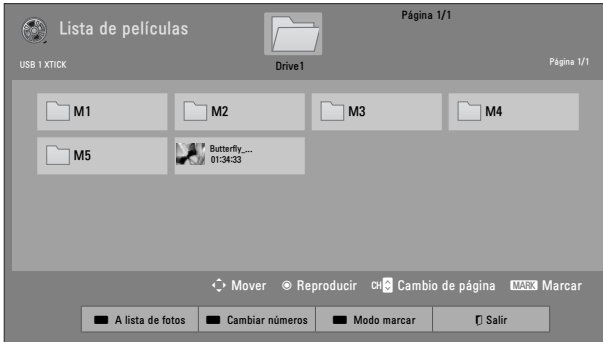 Página 1/1
Lista de películas
USB 1 XTICK
Drive1
Página 1/1
M1
M2
M3
M4
M5
Butterfly_...
01:34:33
Mover
Reproducir
CH Cambio de página
MARK Marcar
A lista de fotos
Cambiar números
Modo marcar
Salir